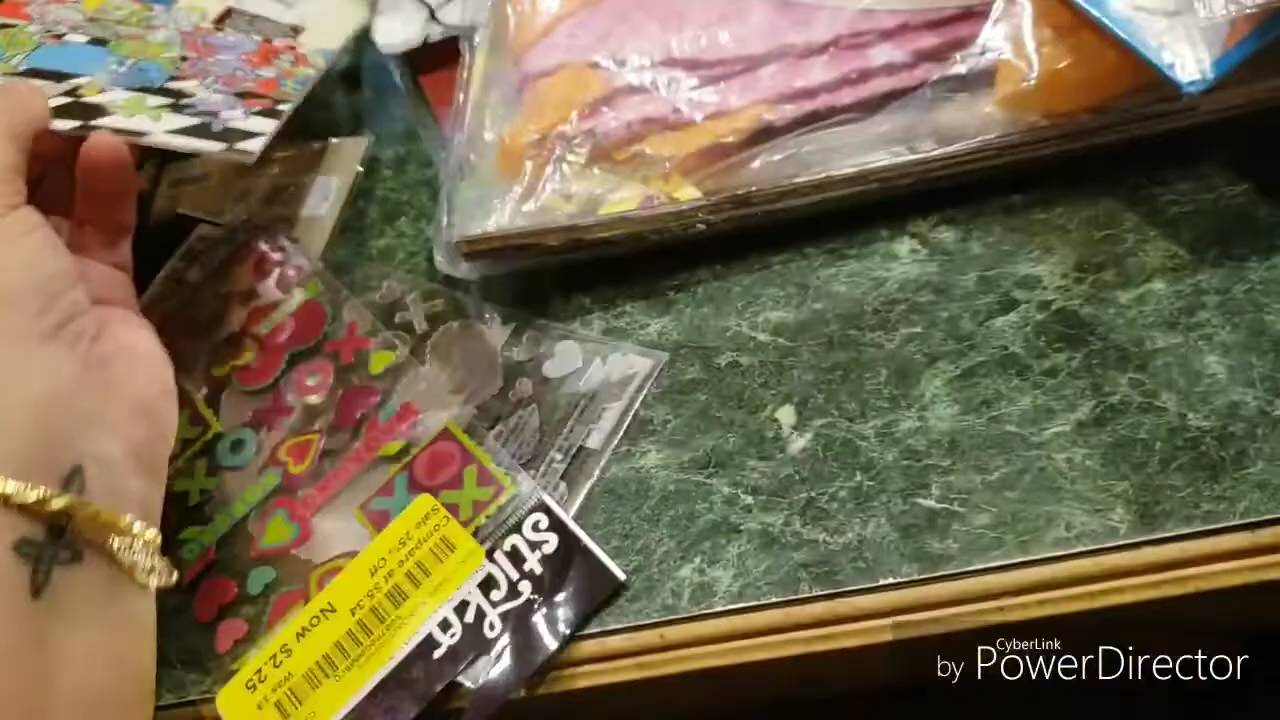 sticko
Compare at $5.34
Sale 25% Off
Now $2.25
CyberLink
by PowerDirector